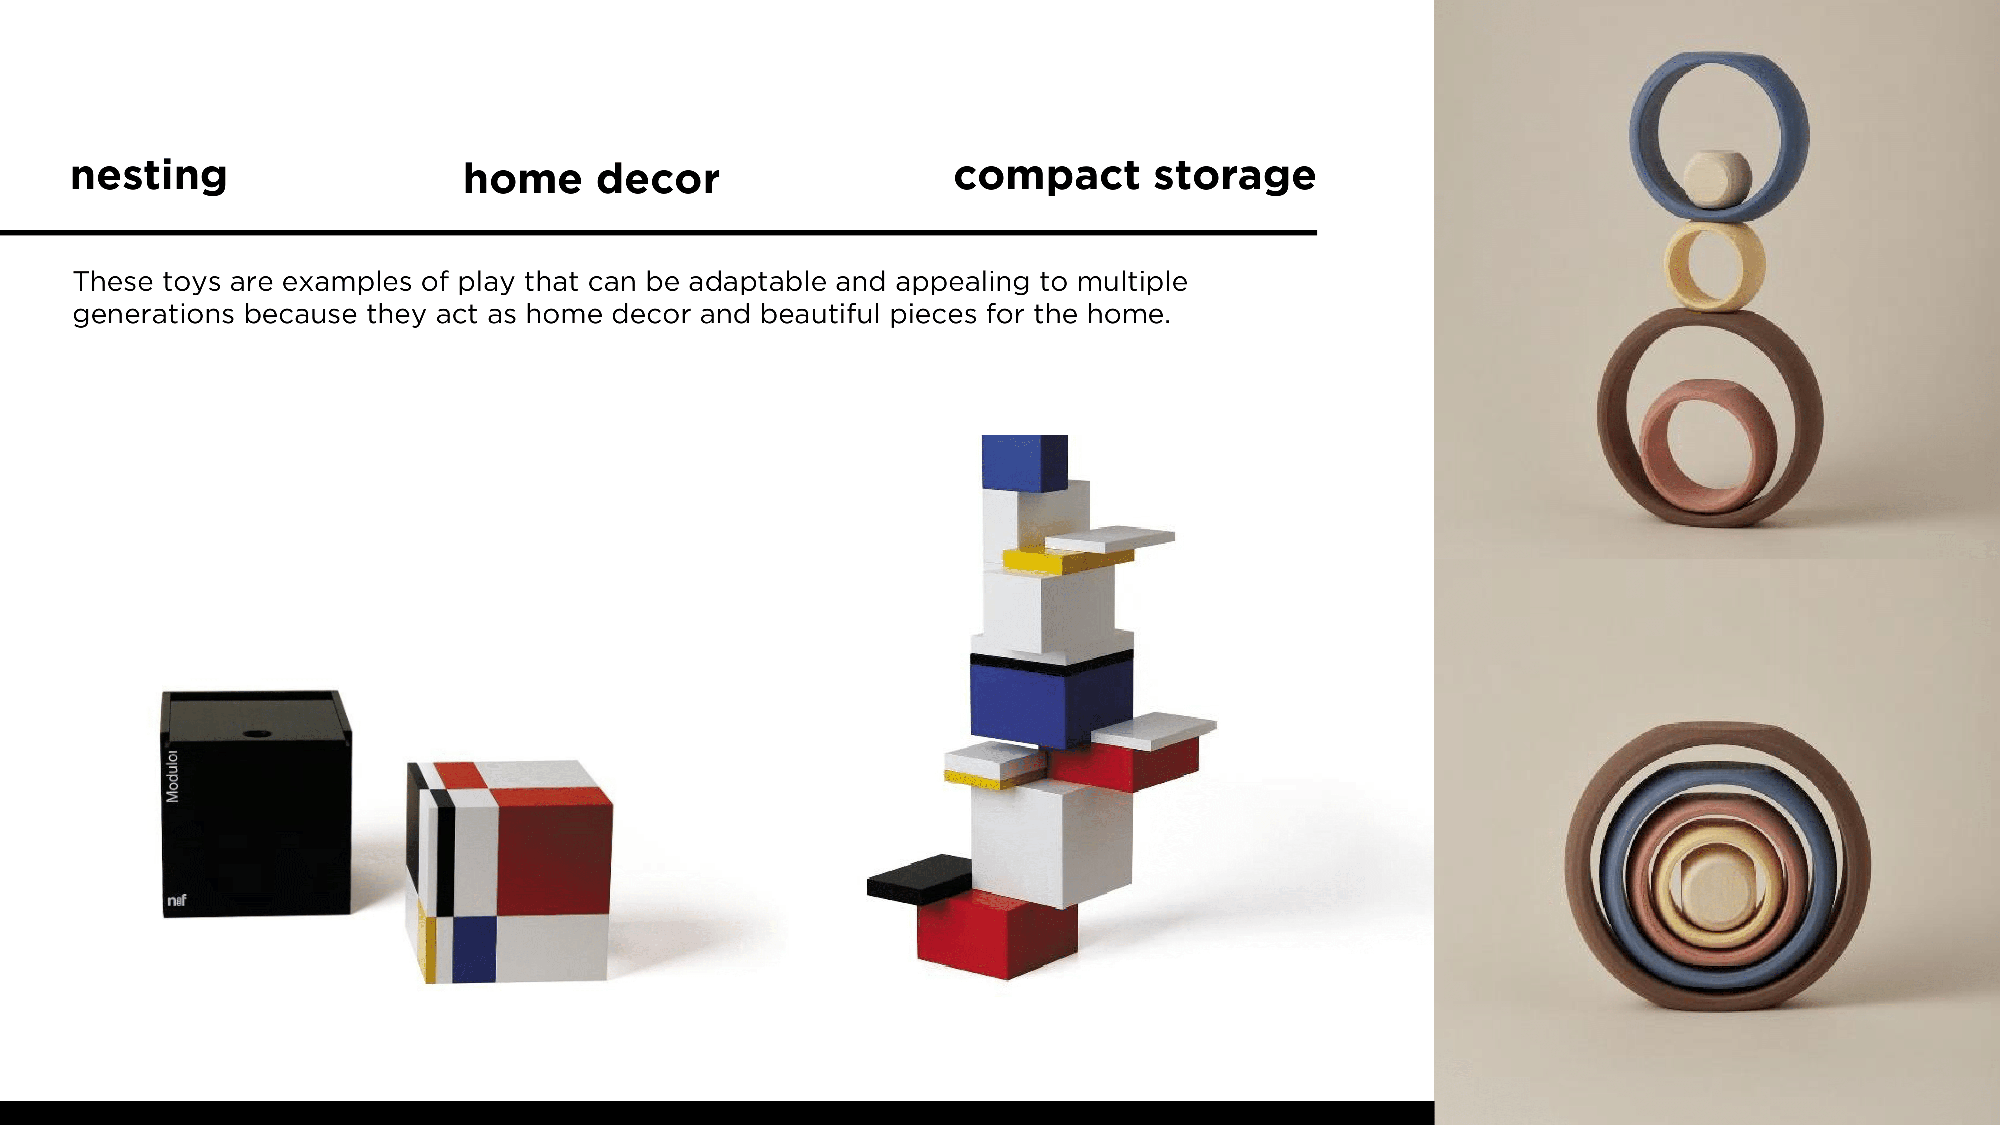 nesting
home decor
compact storage
These toys are examples of play that can be adaptable and appealing to multiple
generations because they act as home decor and beautiful pieces for the home.
Modulor
naef